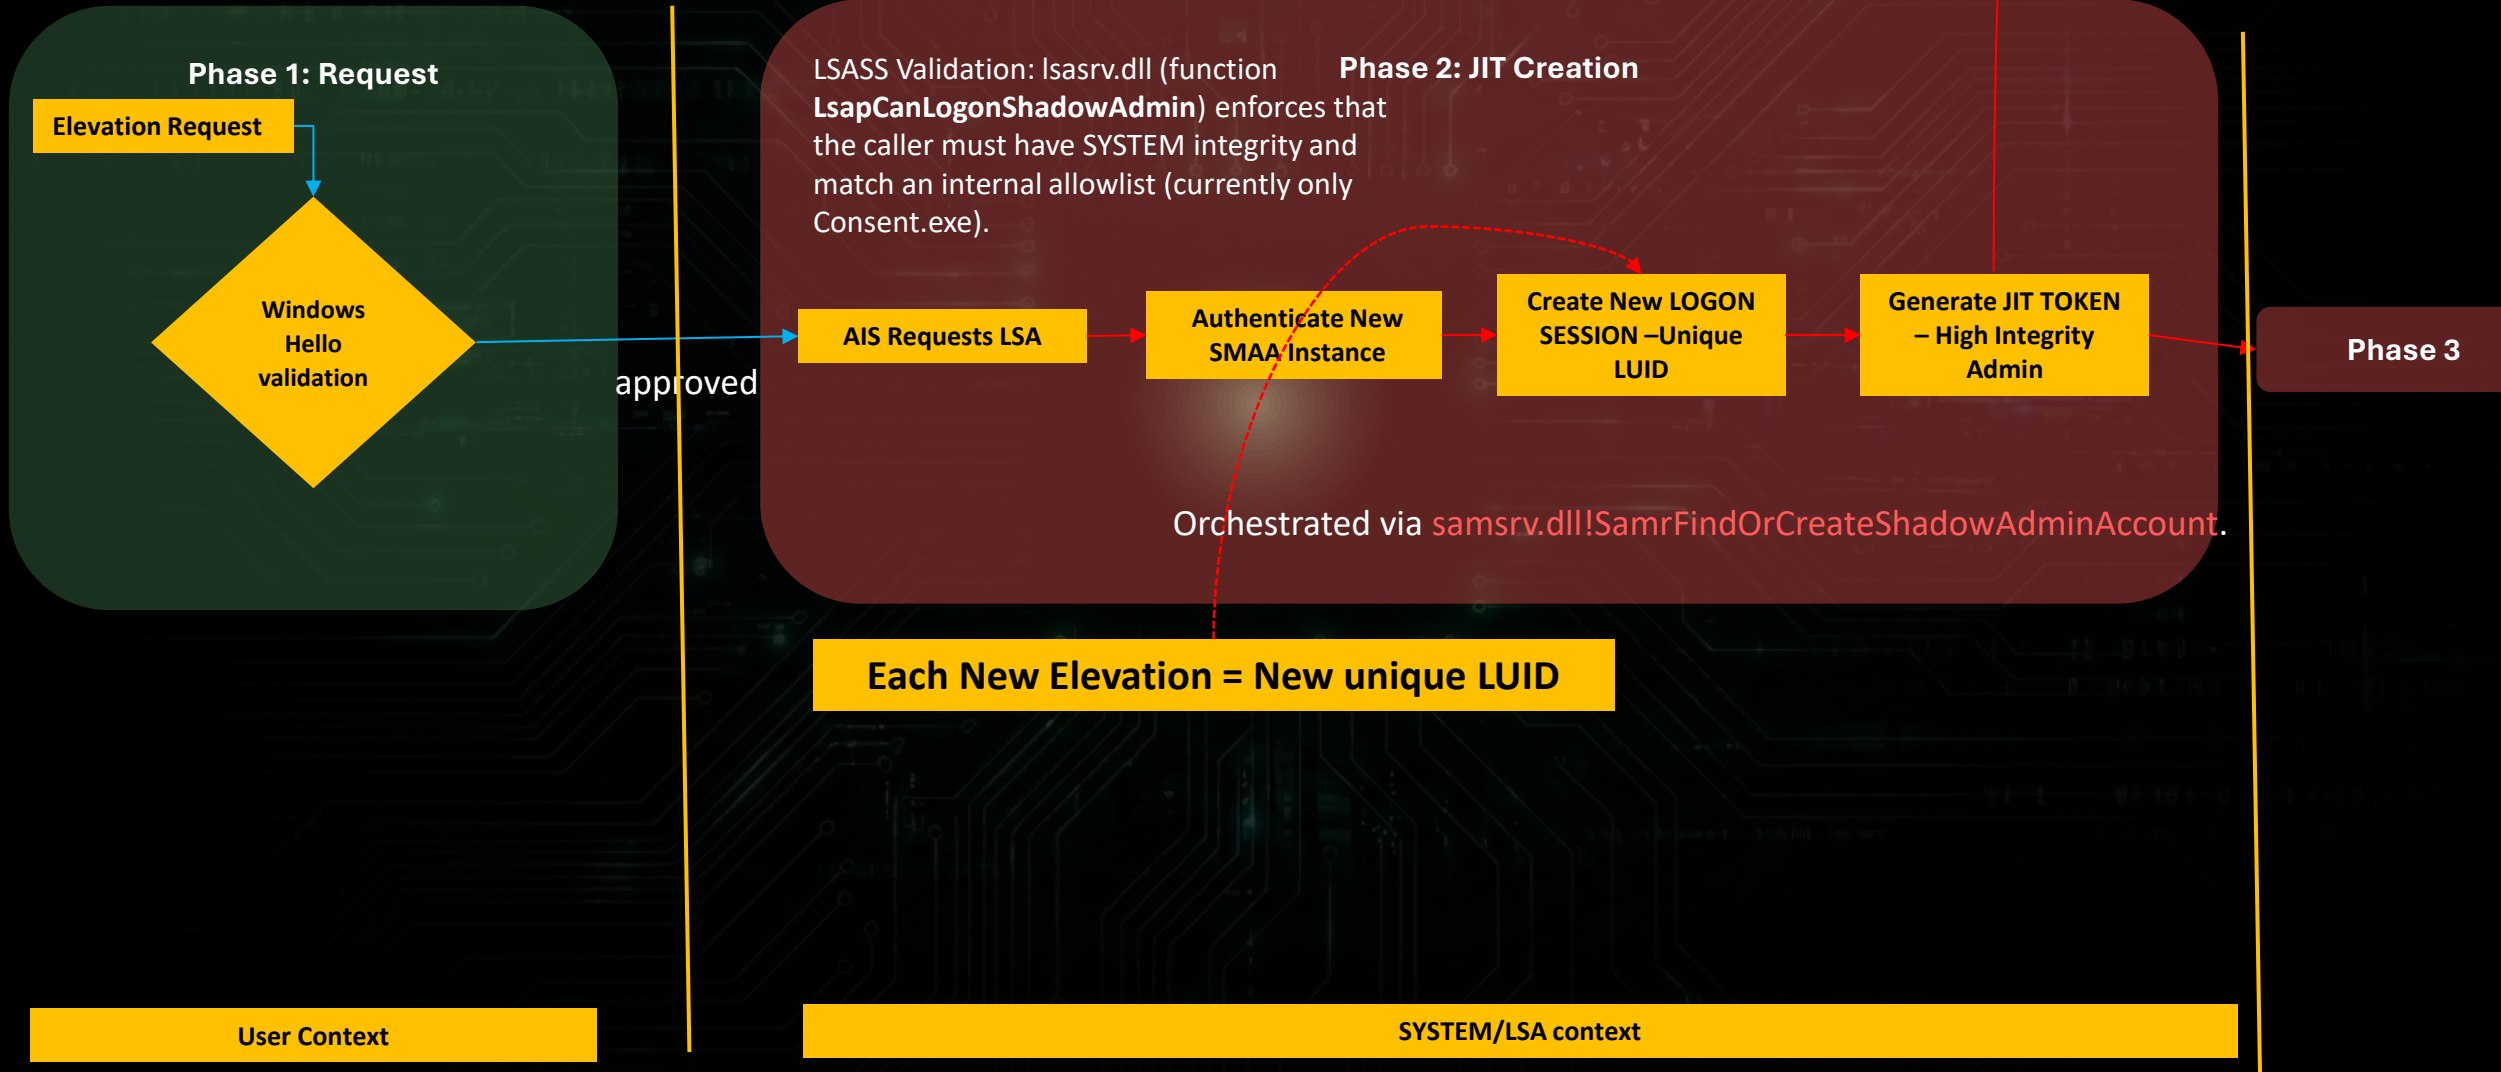 Phase 1: Request
Elevation Request
Windows
Hello
validation
approved
LSASS Validation: lsasrv.dll (function
LsapCanLogonShadowAdmin) enforces that
the caller must have SYSTEM integrity and
match an internal allowlist (currently only
Consent.exe).
Phase 2: JIT Creation
AIS Requests LSA
Authenticate New
SMAA Instance
Create New LOGON
SESSION –Unique
LUID
Generate JIT TOKEN
– High Integrity
Admin
Phase 3
Orchestrated via samsrv.dll!SamrFindOrCreateShadowAdminAccount.
Each New Elevation = New unique LUID
User Context
SYSTEM/LSA context